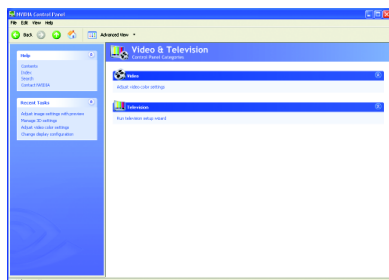 NVIDIA Control Panel
File Edit View Help
Back
Advanced View
Video & Television
Control Panel Categories
Help
Contents
Index
Search
Contact NVIDIA
Recent Tasks
Adjust image settings with preview
Manage 3D settings
Adjust video color settings
Change display configuration
Video
Adjust video color settings
Television
Run television setup wizard